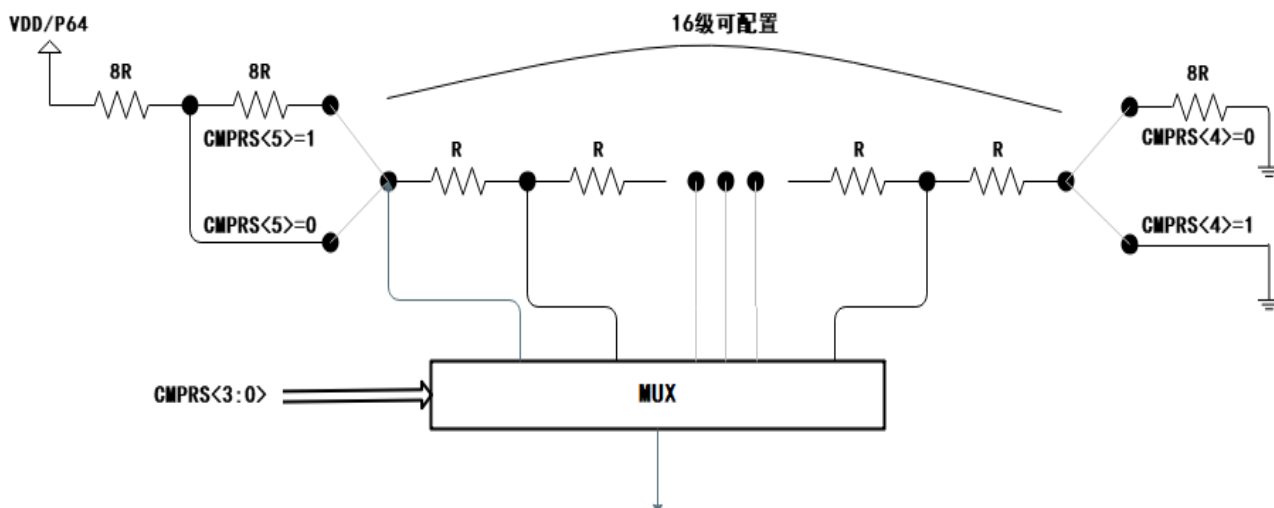 16级可配置
VDD/P64
8R
8R
8R
CMPRS<5>=1
CMPRS<4>=0
R
R
R
R
CMPRS<5>=0
CMPRS<4>=1
CMPRS<3:0>
MUX